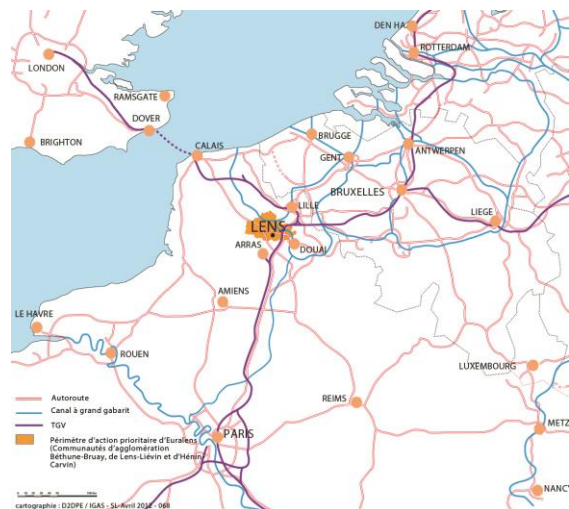 DEN HA
ROTTERDAM
LONDON
RAMSGATE
DOVER
BRIGHTON
CALAIS
BRUGGE
GENT
ANTWERPEN
BRUXELLES
LILLE
LIEGE
LENS
ARRAS
DOUAI
AMIENS
LE HAVRE
ROUEN
LUXEMBOURG
REIMS
METZ
PARIS
NANCY
Autoroute
Canal à grand gabarit
TGV
Périmètre d'action prioritaire d'Euralens
(Communautés d'agglomération
Béthune-Bruay, de Lens-Liévin et d'Hénin
Carvin)
cartographie : D2DPE / IGAS - SL-Avril 2012 - 068